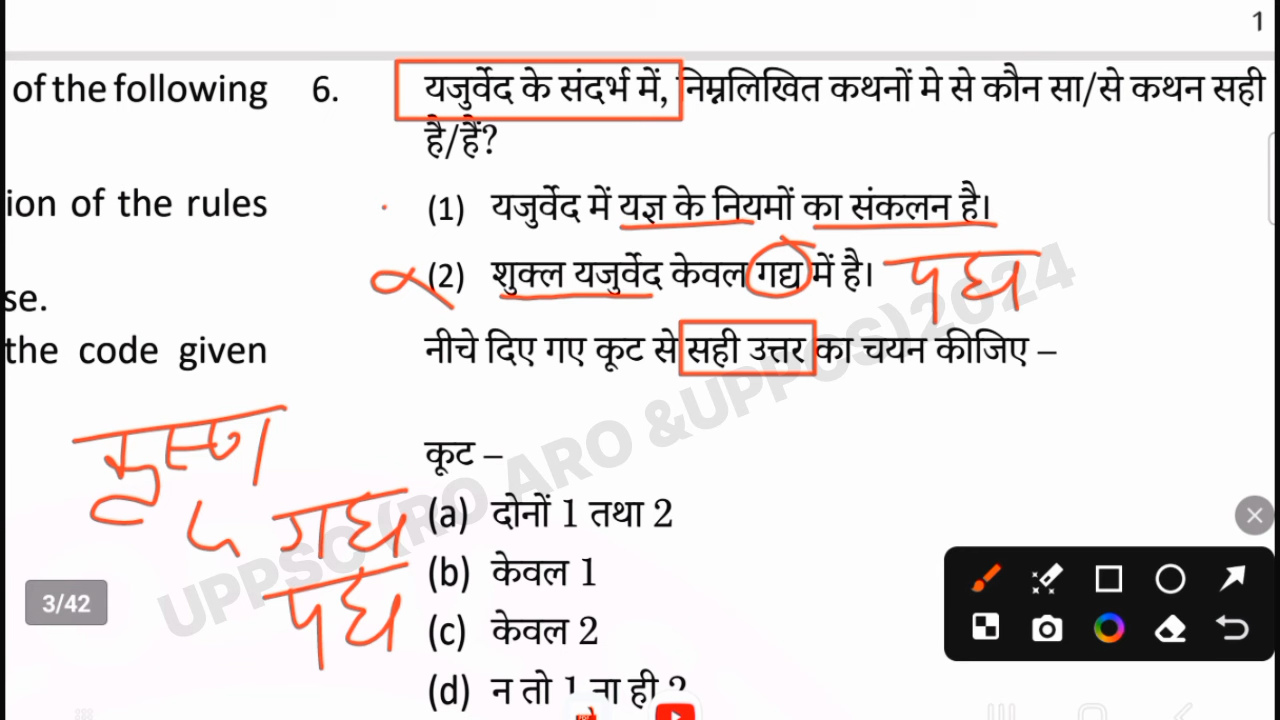 1
of the following
ion of the rules
se.
the code given
6. यजुर्वेद के संदर्भ में, निम्नलिखित कथनों मे से कौन सा/से कथन सही
है/हैं?
(1) यजुर्वेद में यज्ञ के नियमों का संकलन है।
(2) शुक्ल यजुर्वेद केवल गद्य में है। पद्य
नीचे दिए गए कूट से सही उत्तर का चयन कीजिए –
कृष्ण
गद्य
पद्य
कूट –
(a) दोनों 1 तथा 2
(b) केवल 1
(c) केवल 2
(d) न तो 1 ना ही 2
UPPSC (RO ARO &UPPCS) 2024
3/42